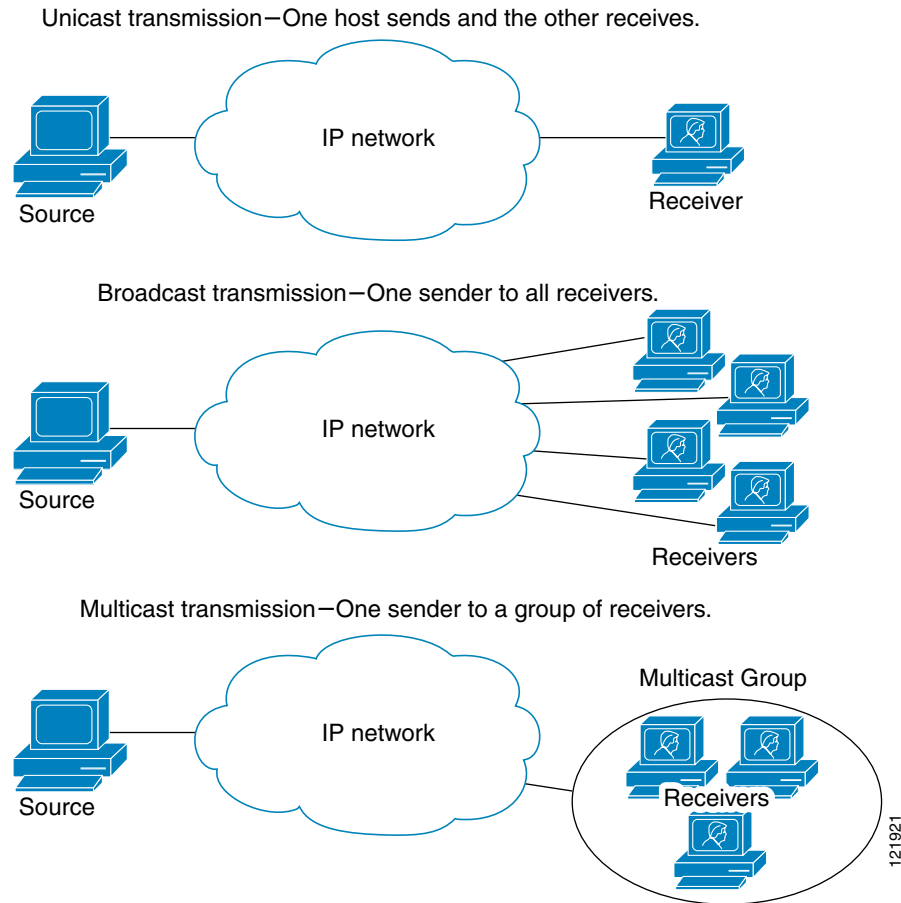 Unicast transmission—One host sends and the other receives.
IP network
Source
Receiver
Broadcast transmission—One sender to all receivers.
IP network
Source
Receivers
Multicast transmission—One sender to a group of receivers.
Multicast Group
IP network
Source
Receivers
121921